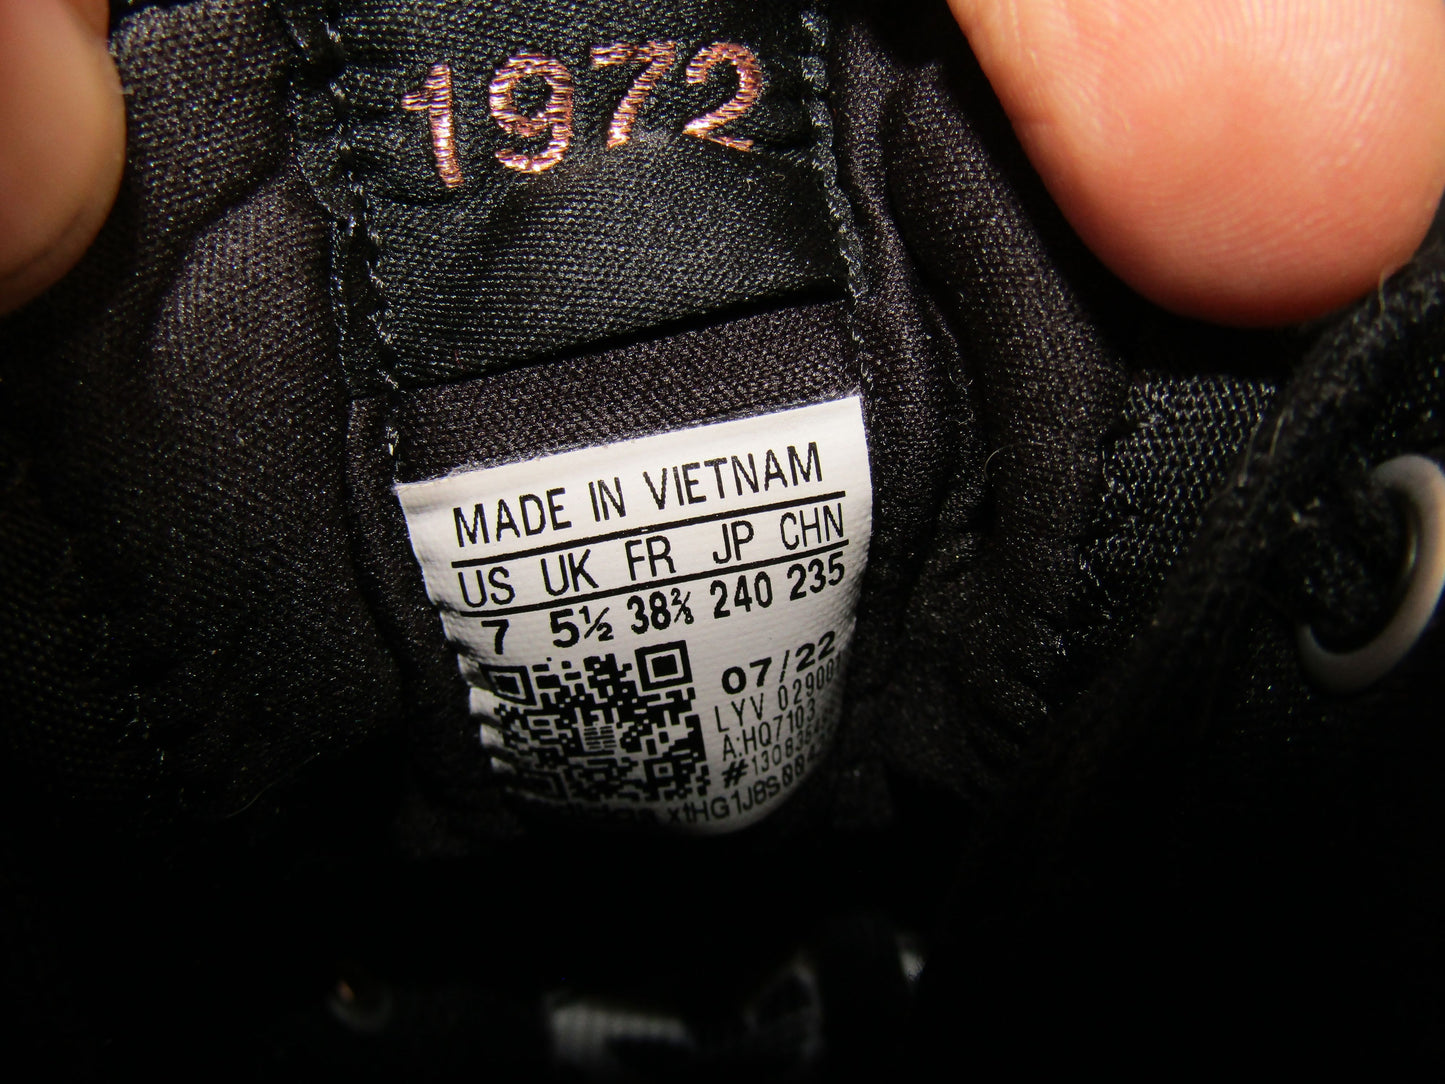 1972
MADE IN VIETNAM
US UK FR JP CHN
7 5½ 38⅔ 240 235
07/22
LYV 029001
A:HQ7103